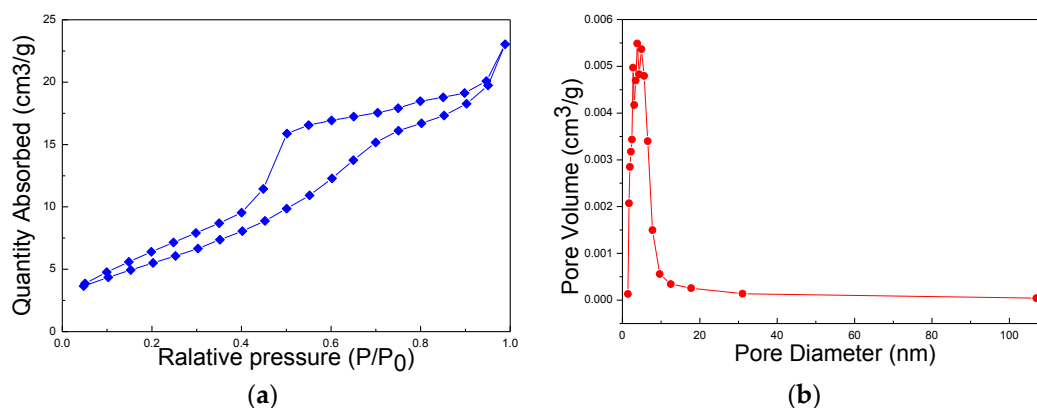 25
20
15
10
5
0
0.0 0.2 0.4 0.6 0.8 1.0
Quantity Absorbed (cm3/g)
Ralative pressure (P/P0)
(a)
0.006
0.005
0.004
0.003
0.002
0.001
0.000
0 20 40 60 80 100
Pore Volume (cm³/g)
Pore Diameter (nm)
(b)